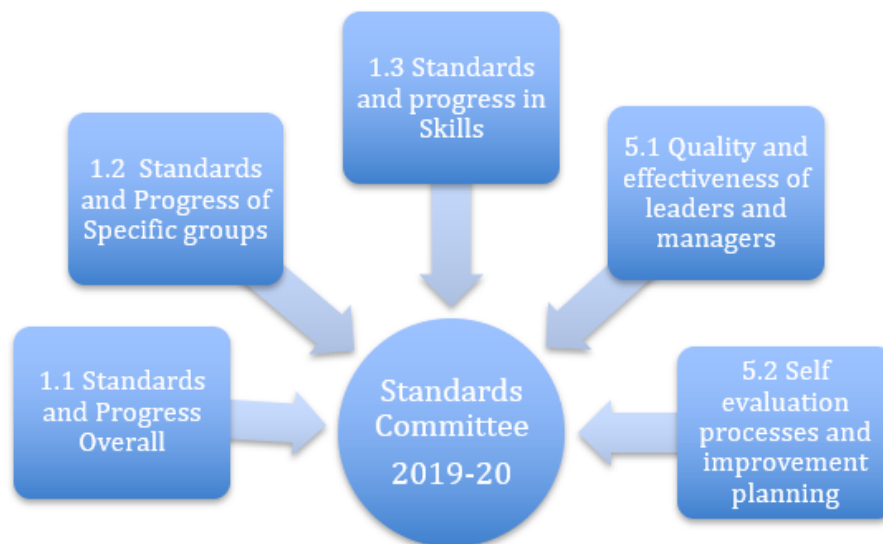 1.3 Standards
and progress in
Skills
1.2 Standards
and Progress of
Specific groups
5.1 Quality and
effectiveness of
leaders and
managers
1.1 Standards
and Progress
Overall
Standards
Committee
2019-20
5.2 Self
evaluation
processes and
improvement
planning